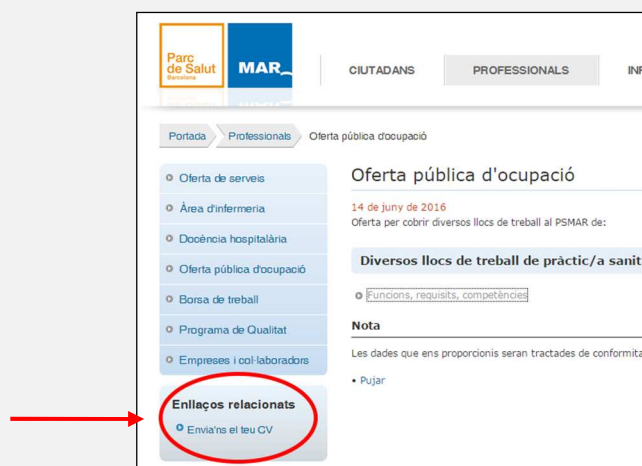 Parc
de Salut
Barcelona
MAR
CIUTADANS PROFESSIONALS
Portada Professionals Oferta pública d'ocupació
Oferta de serveis
Àrea d'infermeria
Docència hospitalària
Oferta pública d'ocupació
Borsa de treball
Programa de Qualitat
Empreses i col·laboradors
Enllaços relacionats
Envia'ns el teu CV
Oferta pública d'ocupació
14 de juny de 2016
Oferta per cobrir diversos llocs de treball al PSMAR de:
Diversos llocs de treball de pràctic/a sanit
Funcions, requisits, competències
Nota
Les dades que ens proporcionis seran tractades de conformita
• Pujar